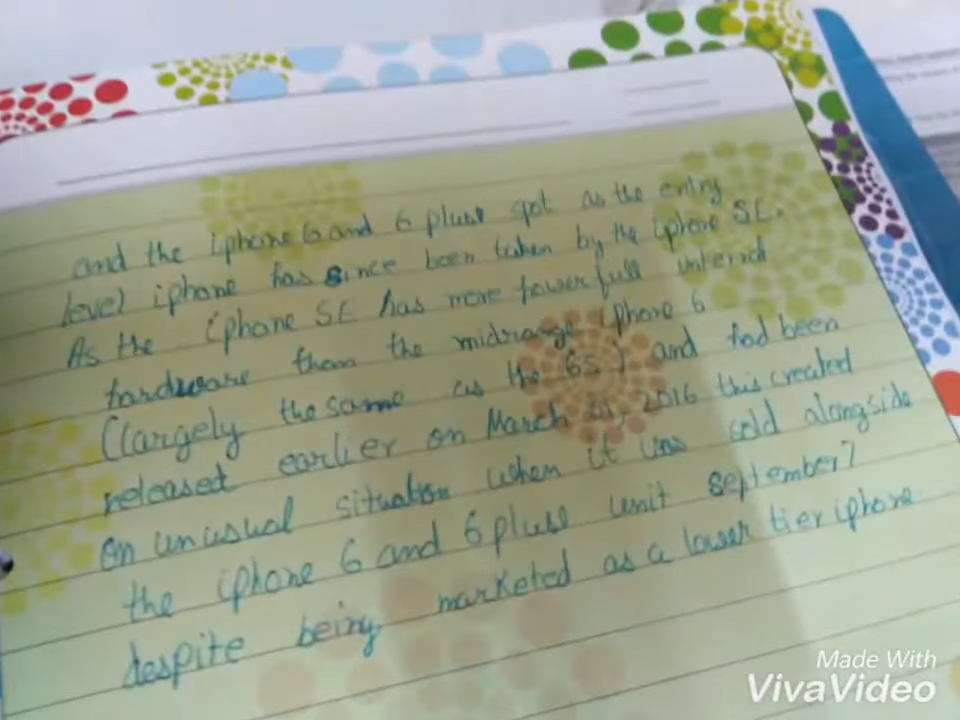 and the iphone 6 and 6 pluse spot as the entry
level iphone has since been taken by the iphone SE.
As the iphone SE has more powerfull internal
hardware than the midrange iphone 6
(largely the same as the 6S) and had been
released earlier on March 21, 2016 this created
an unusual situation when it was sold alongside
the iphone 6 and 6 pluse unit september 7
despite being marketed as a lower tier iphone
Made With
VivaVideo